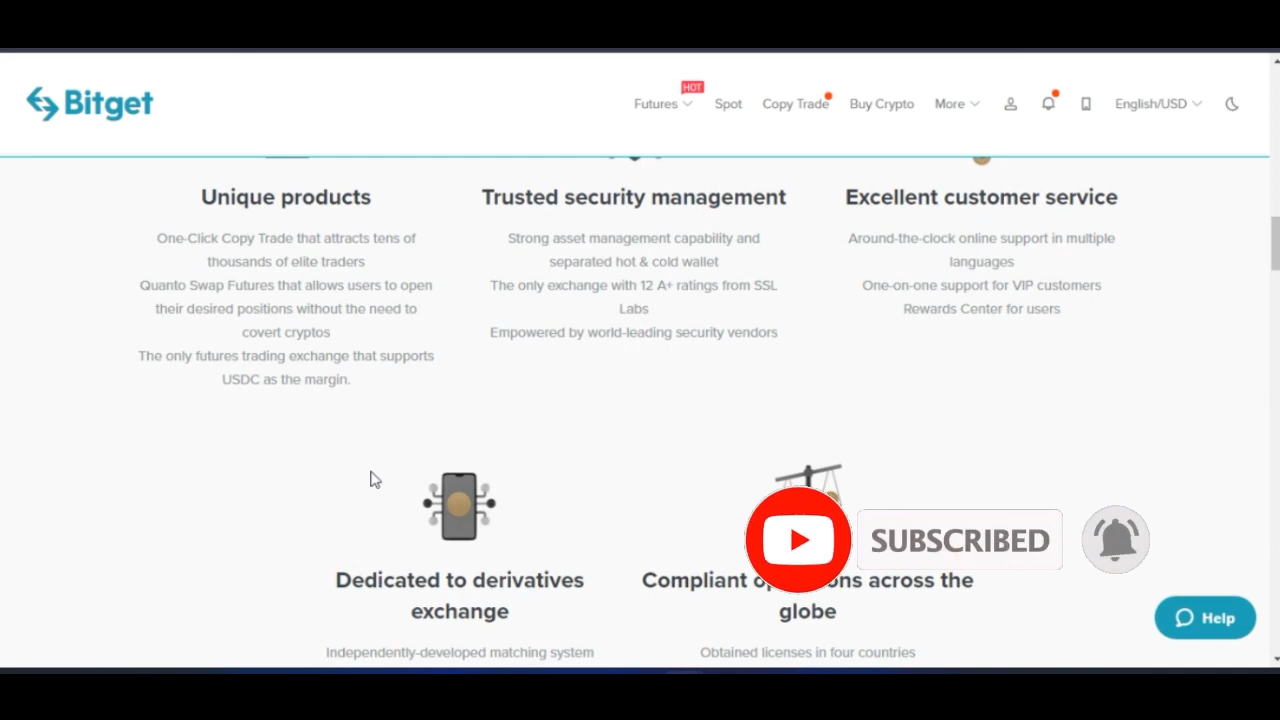 Bitget
Futures HOT Spot Copy Trade Buy Crypto More English/USD
Unique products
One-Click Copy Trade that attracts tens of
thousands of elite traders
Quanto Swap Futures that allows users to open
their desired positions without the need to
covert cryptos
The only futures trading exchange that supports
USDC as the margin.
Trusted security management
Strong asset management capability and
separated hot & cold wallet
The only exchange with 12 A+ ratings from SSL
Labs
Empowered by world-leading security vendors
Excellent customer service
Around-the-clock online support in multiple
languages
One-on-one support for VIP customers
Rewards Center for users
Dedicated to derivatives
exchange
Independently-developed matching system
Compliant across the
globe
Obtained licenses in four countries
SUBSCRIBED
Help